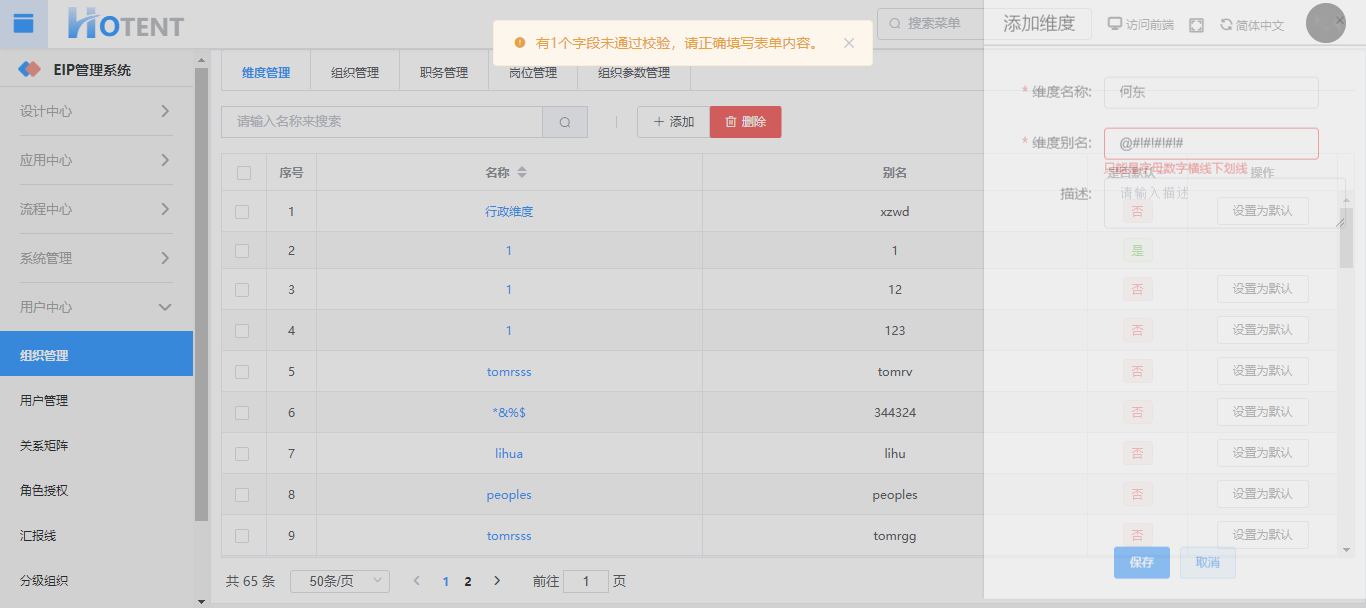 HOTENT
搜索菜单
添加维度
访问前端
简体中文
有1个字段未通过校验，请正确填写表单内容。
EIP管理系统
设计中心
应用中心
流程中心
系统管理
用户中心
组织管理
用户管理
关系矩阵
角色授权
汇报线
分级组织
维度管理 组织管理 职务管理 岗位管理 组织参数管理
请输入名称来搜索
添加
删除
* 维度名称: 何东
* 维度别名: @#!#!#!#!#
只能是字母数字横线下划线
描述: 请输入描述
序号 名称 别名 是否默认 操作
1 行政维度 xzwd 否 设置为默认
2 1 1 是
3 1 12 否 设置为默认
4 1 123 否 设置为默认
5 tomrsss tomrv 否 设置为默认
6 *&%$ 344324 否 设置为默认
7 lihua lihu 否 设置为默认
8 peoples peoples 否 设置为默认
9 tomrsss tomrgg 否 设置为默认
保存 取消
共 65 条 50条/页 1 2 前往 1 页